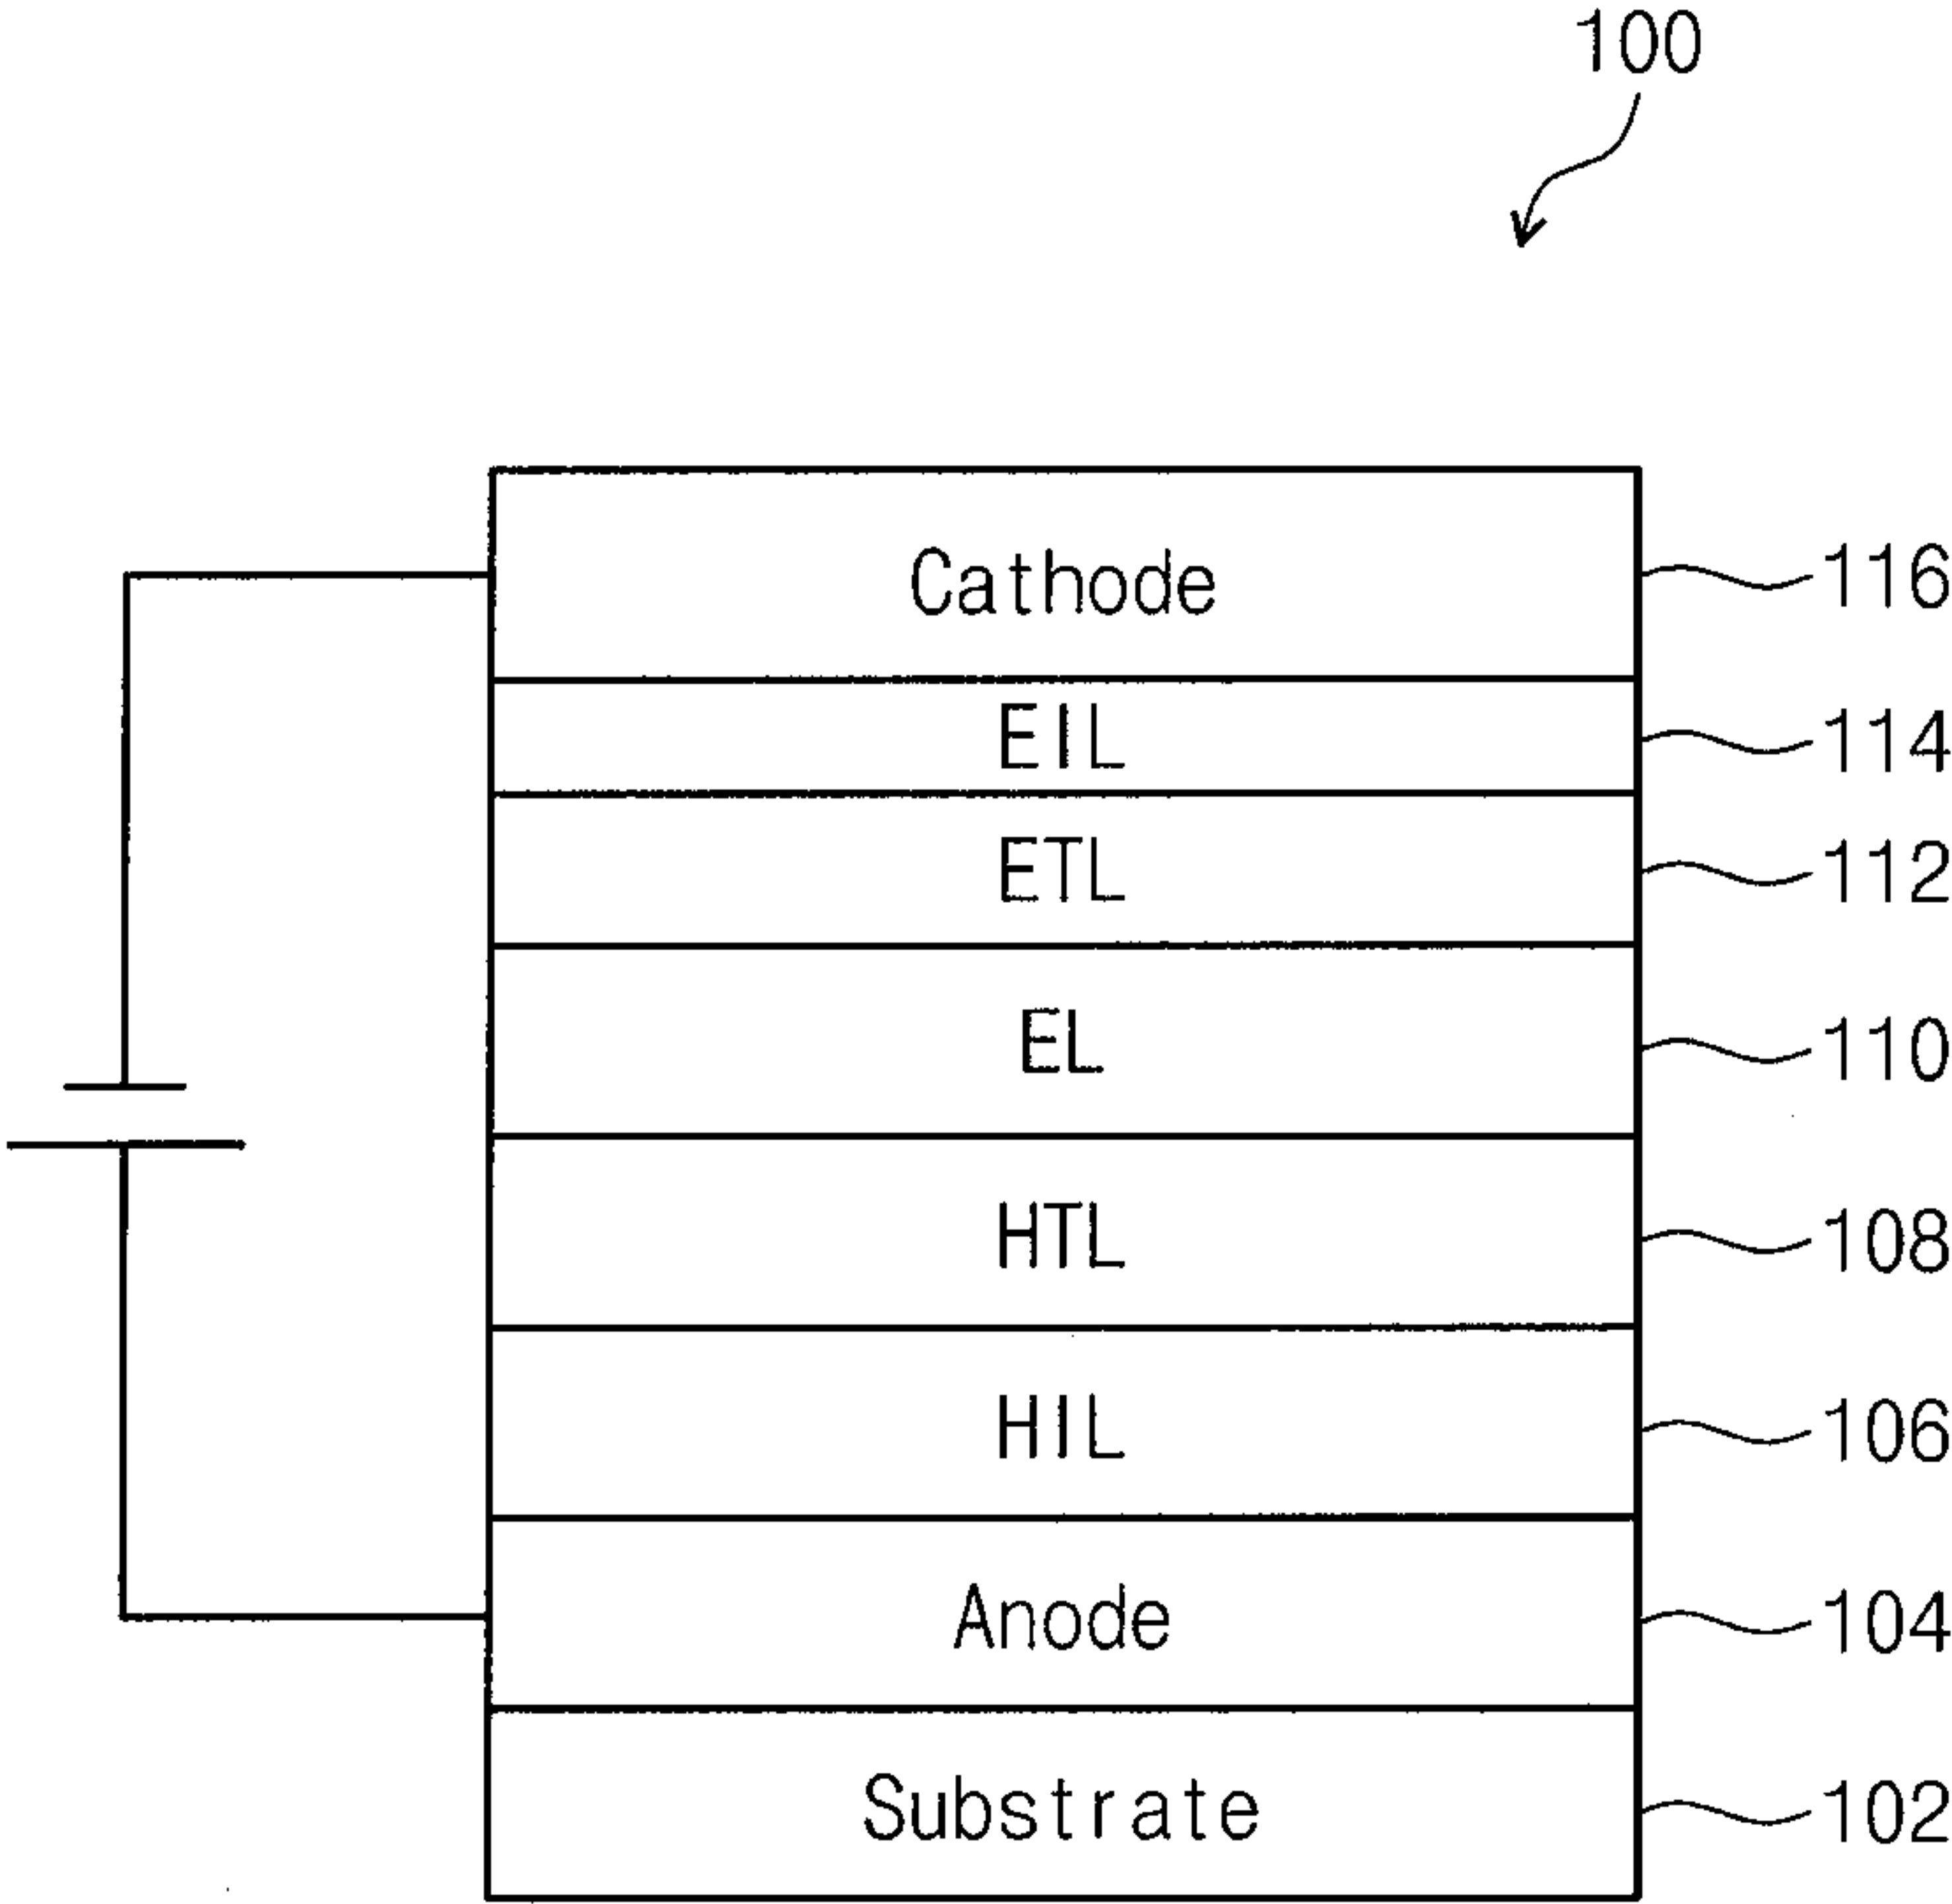 100
Cathode 116
EIL 114
ETL 112
EL 110
HTL 108
HIL 106
Anode 104
Substrate 102